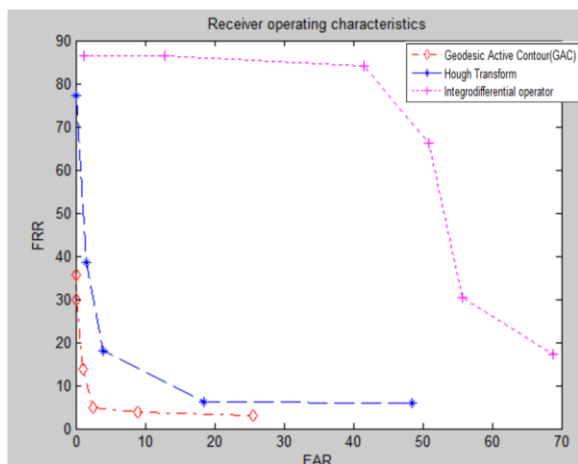 Receiver operating characteristics
Geodesic Active Contour(GAC)
Hough Transform
Integrodifferential operator
FRR
90
80
70
60
50
40
30
20
10
0
0 10 20 30 40 50 60 70
FAR